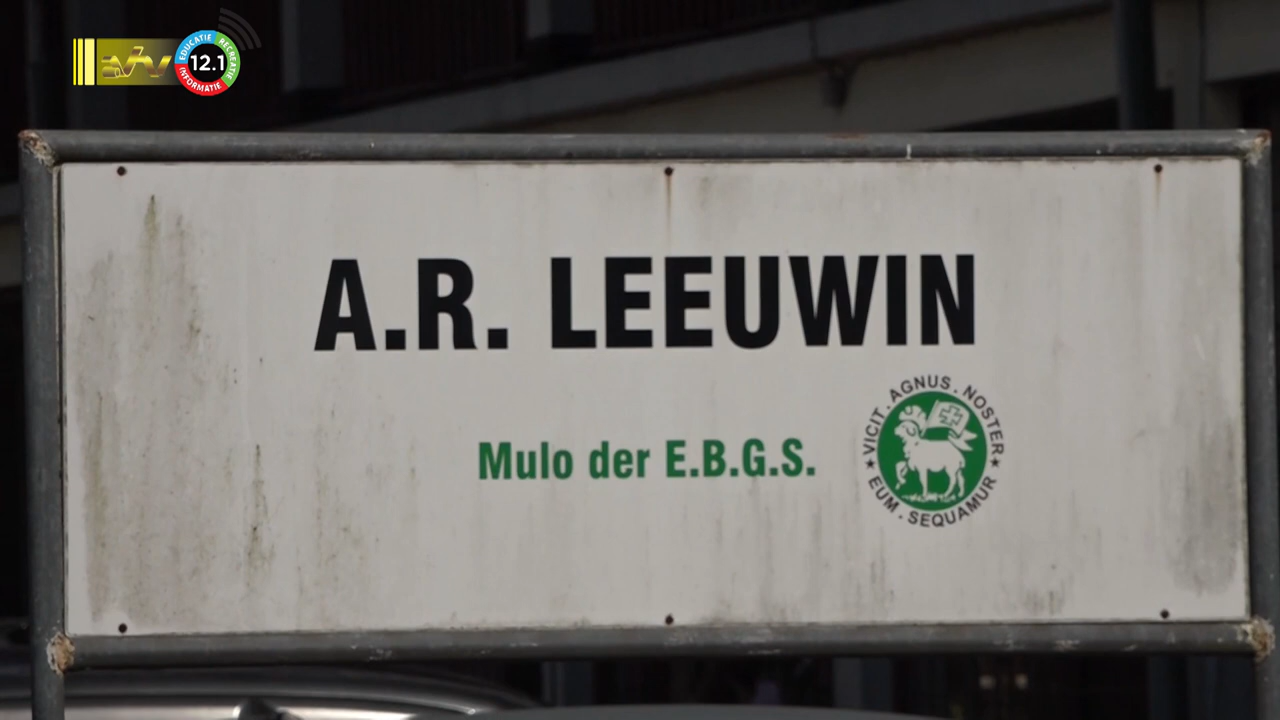 EDUCATIE RECREATIE INFORMATIE
12.1
A.R. LEEUWIN
Mulo der E.B.G.S.
VICIT . AGNUS . NOSTER
★ EUM . SEQUAMUR ★